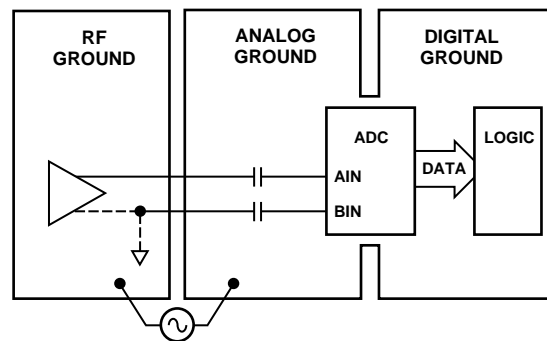 RF
GROUND
ANALOG
GROUND
DIGITAL
GROUND
ADC
LOGIC
DATA
AIN
BIN